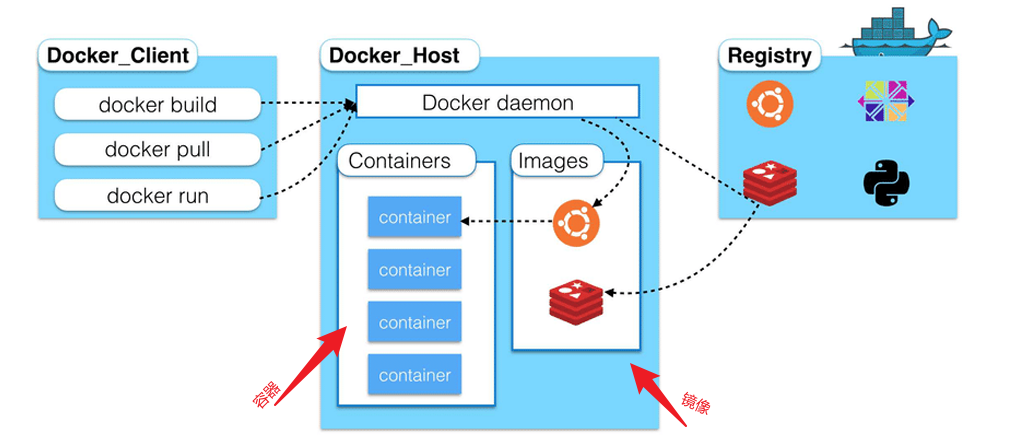 Docker_Client
docker build
docker pull
docker run
Docker_Host
Docker daemon
Containers
container
container
container
container
容器
Images
镜像
Registry